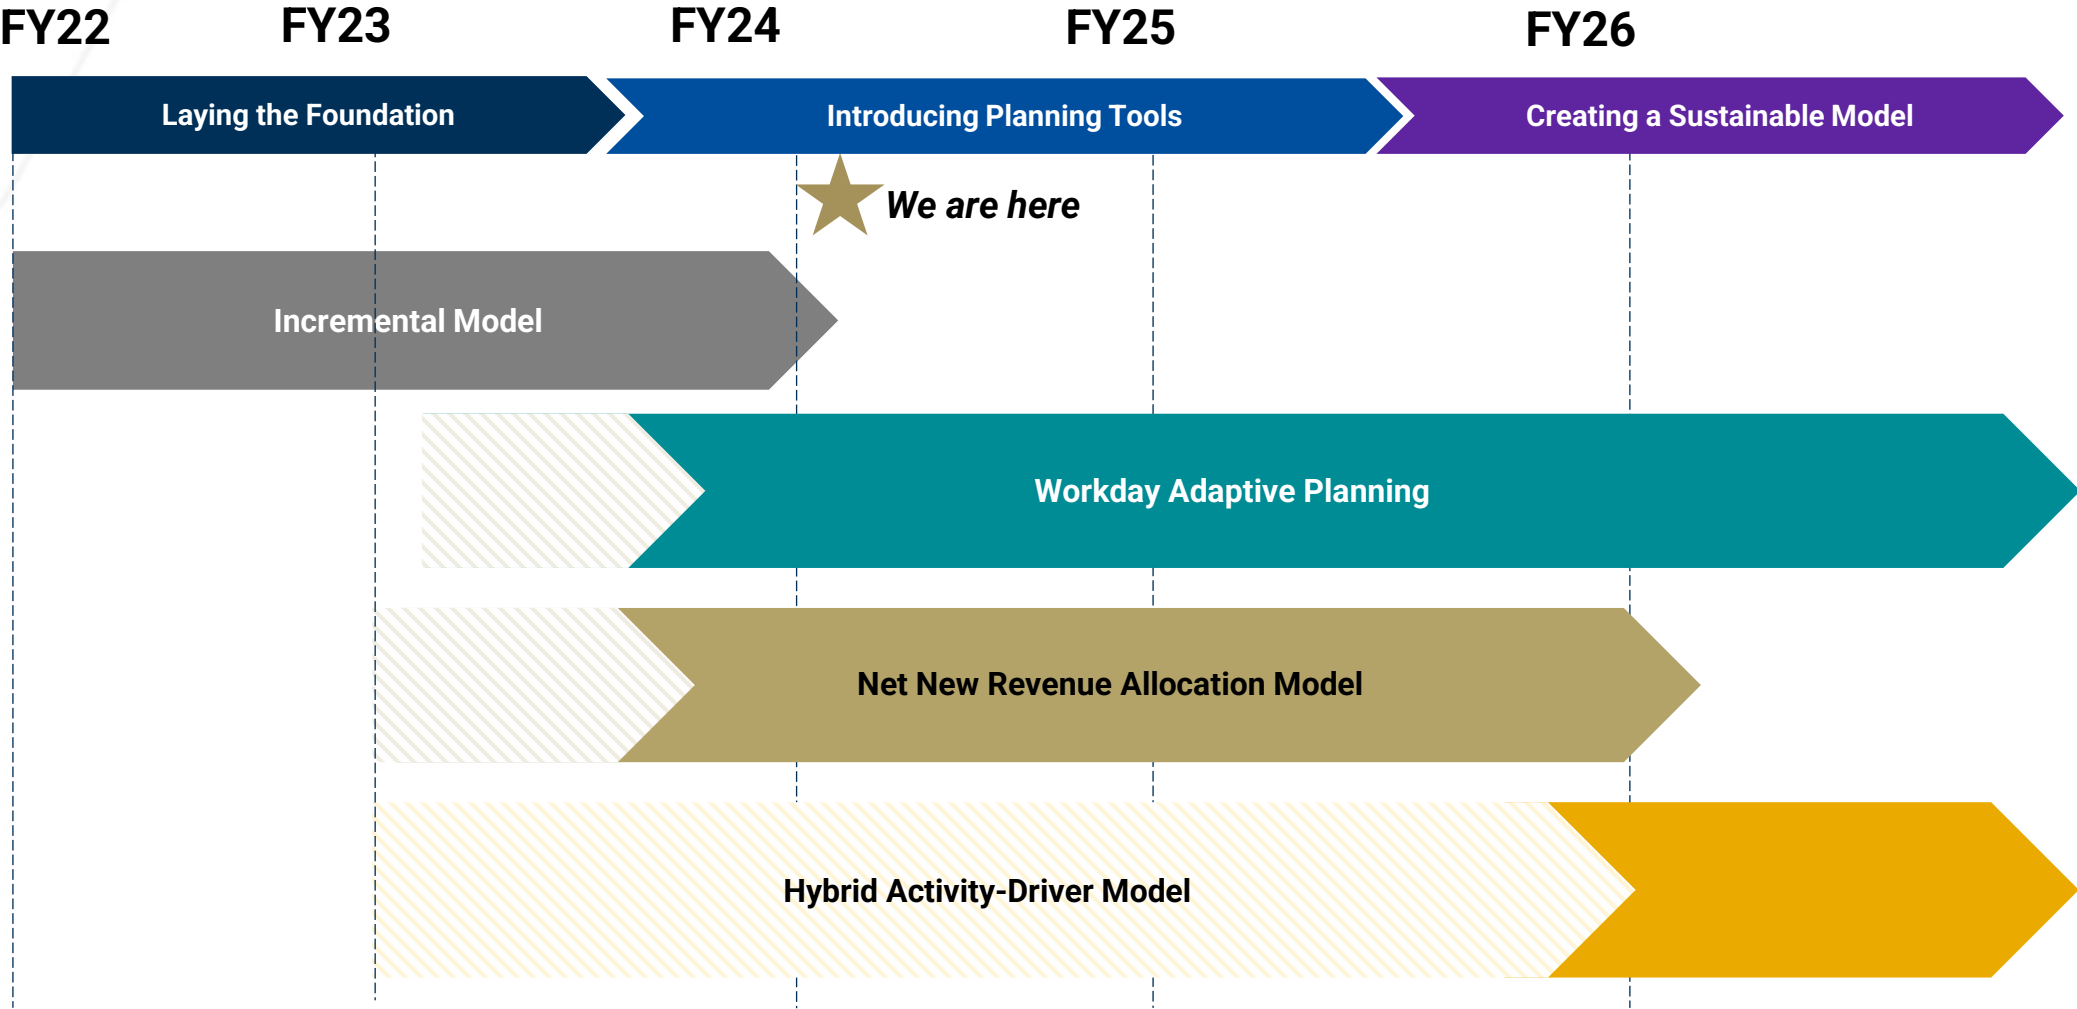 FY22
FY23
FY24
FY25
FY26
Laying the Foundation
Introducing Planning Tools
Creating a Sustainable Model
We are here
Incremental Model
Workday Adaptive Planning
Net New Revenue Allocation Model
Hybrid Activity-Driver Model